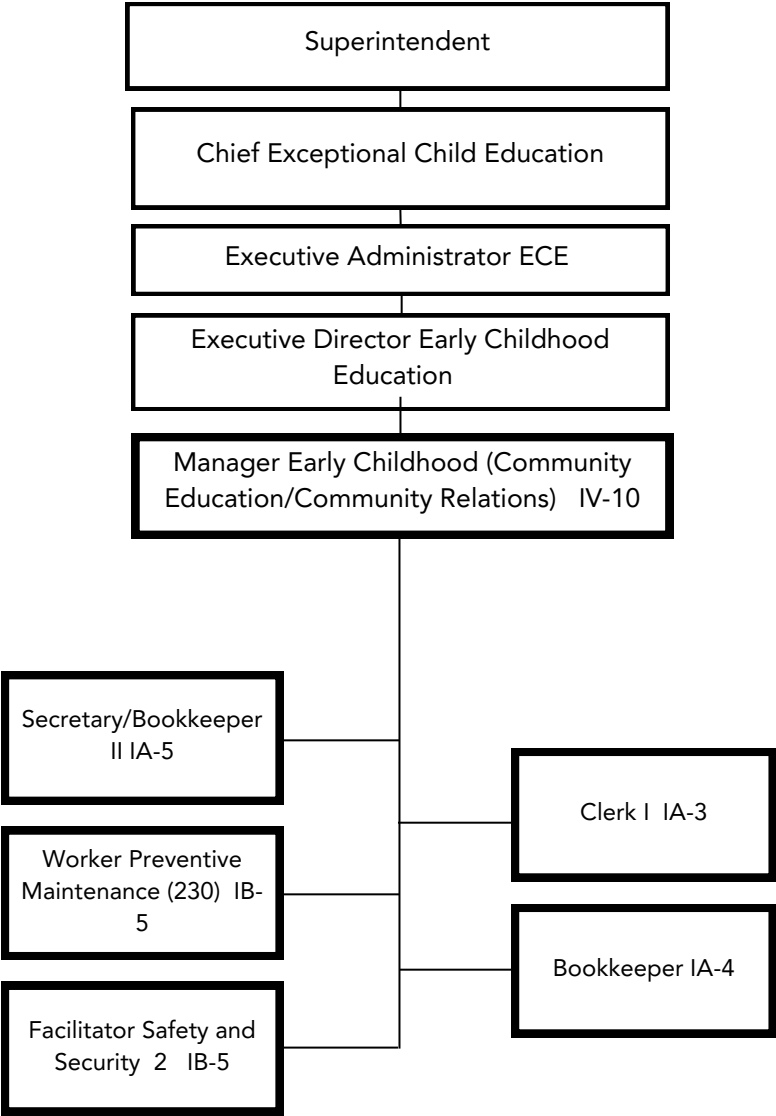 Superintendent
Chief Exceptional Child Education
Executive Administrator ECE
Executive Director Early Childhood
Education
Manager Early Childhood (Community
Education/Community Relations)   IV-10
Secretary/Bookkeeper
II IA-5
Clerk I  IA-3
Worker Preventive
Maintenance (230)  IB-
5
Bookkeeper IA-4
Facilitator Safety and
Security  2   IB-5